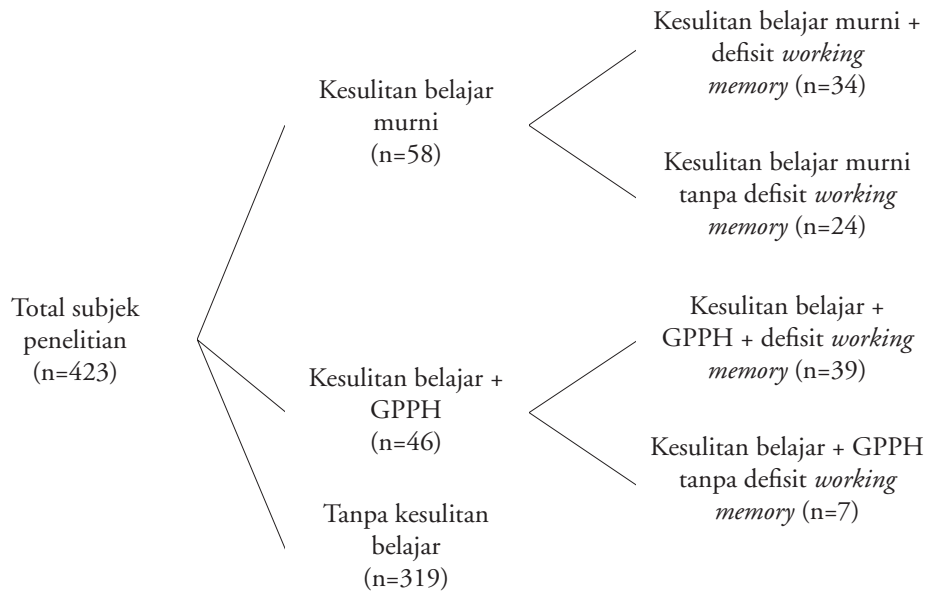 Total subjek
penelitian
(n=423)
Kesulitan belajar
murni
(n=58)
Kesulitan belajar +
GPPH
(n=46)
Tanpa kesulitan
belajar
(n=319)
Kesulitan belajar murni +
defisit working
memory (n=34)
Kesulitan belajar murni
tanpa defisit working
memory (n=24)
Kesulitan belajar +
GPPH + defisit working
memory (n=39)
Kesulitan belajar + GPPH
tanpa defisit working
memory (n=7)